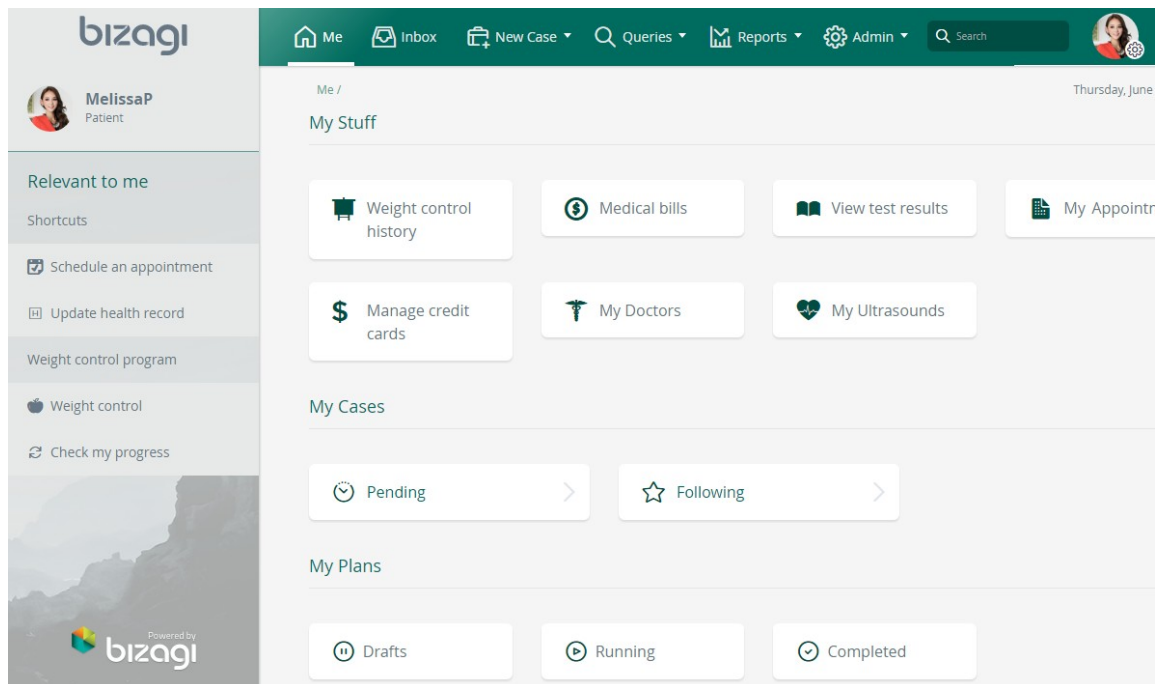 bizagi
Me
Inbox
New Case
Queries
Reports
Admin
Search
MelissaP
Patient
Me /
Thursday, June
Relevant to me
Shortcuts
Schedule an appointment
Update health record
Weight control program
Weight control
Check my progress
Powered by
bizagi
My Stuff
Weight control
history
Medical bills
View test results
My Appointm
Manage credit
cards
My Doctors
My Ultrasounds
My Cases
Pending
Following
My Plans
Drafts
Running
Completed